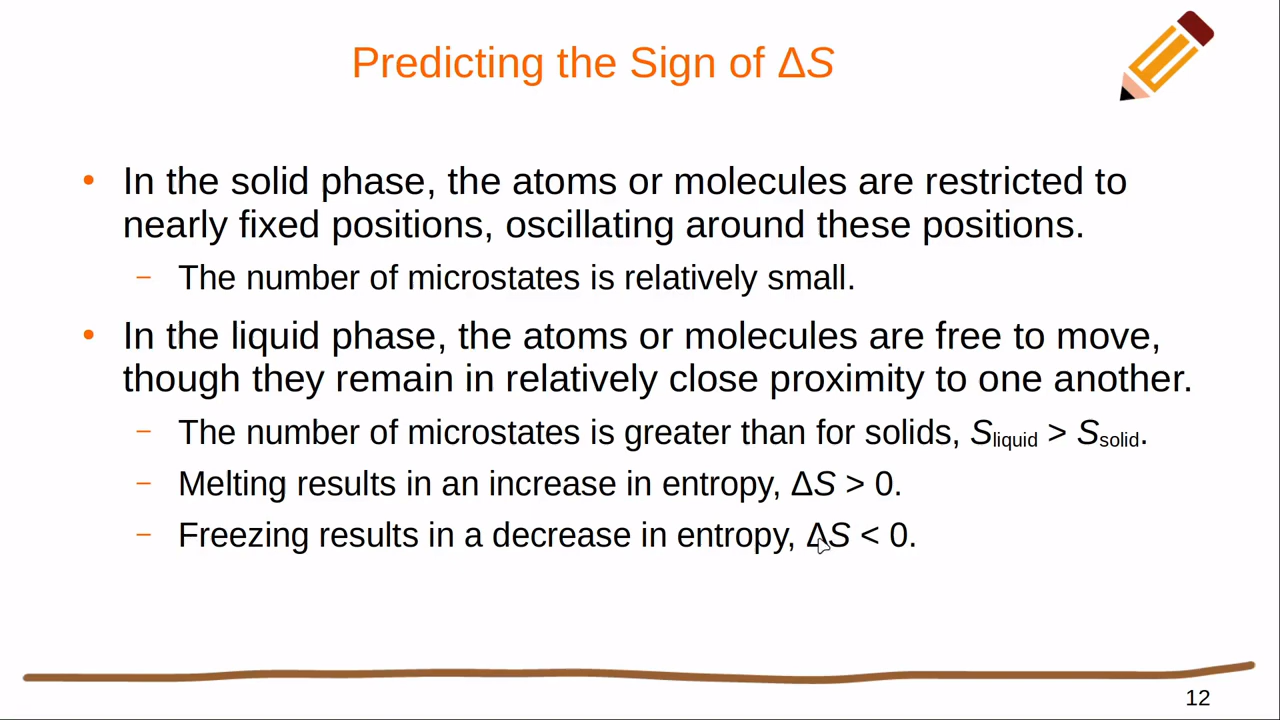 Predicting the Sign of ΔS
• In the solid phase, the atoms or molecules are restricted to
nearly fixed positions, oscillating around these positions.
– The number of microstates is relatively small.
• In the liquid phase, the atoms or molecules are free to move,
though they remain in relatively close proximity to one another.
– The number of microstates is greater than for solids, Sliquid > Ssolid.
– Melting results in an increase in entropy, ΔS > 0.
– Freezing results in a decrease in entropy, ΔS < 0.
12